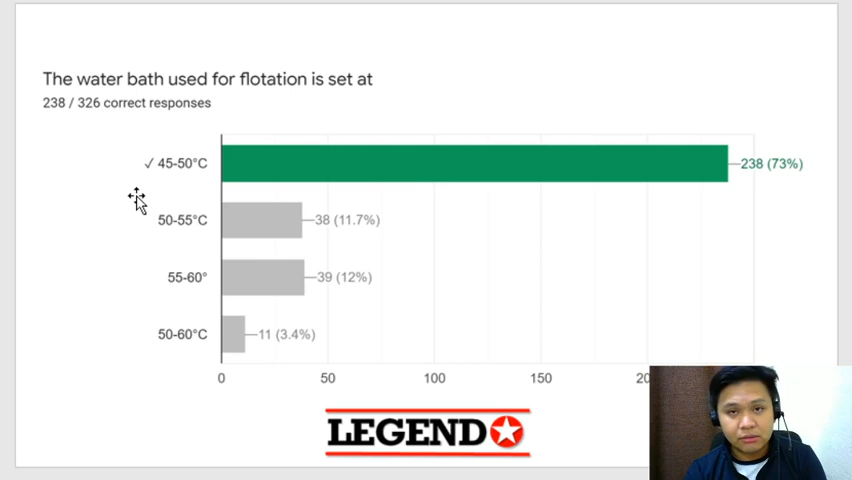 The water bath used for flotation is set at
238 / 326 correct responses
✓ 45-50°C
238 (73%)
50-55°C
38 (11.7%)
55-60°
39 (12%)
50-60°C
11 (3.4%)
0 50 100 150
LEGEND